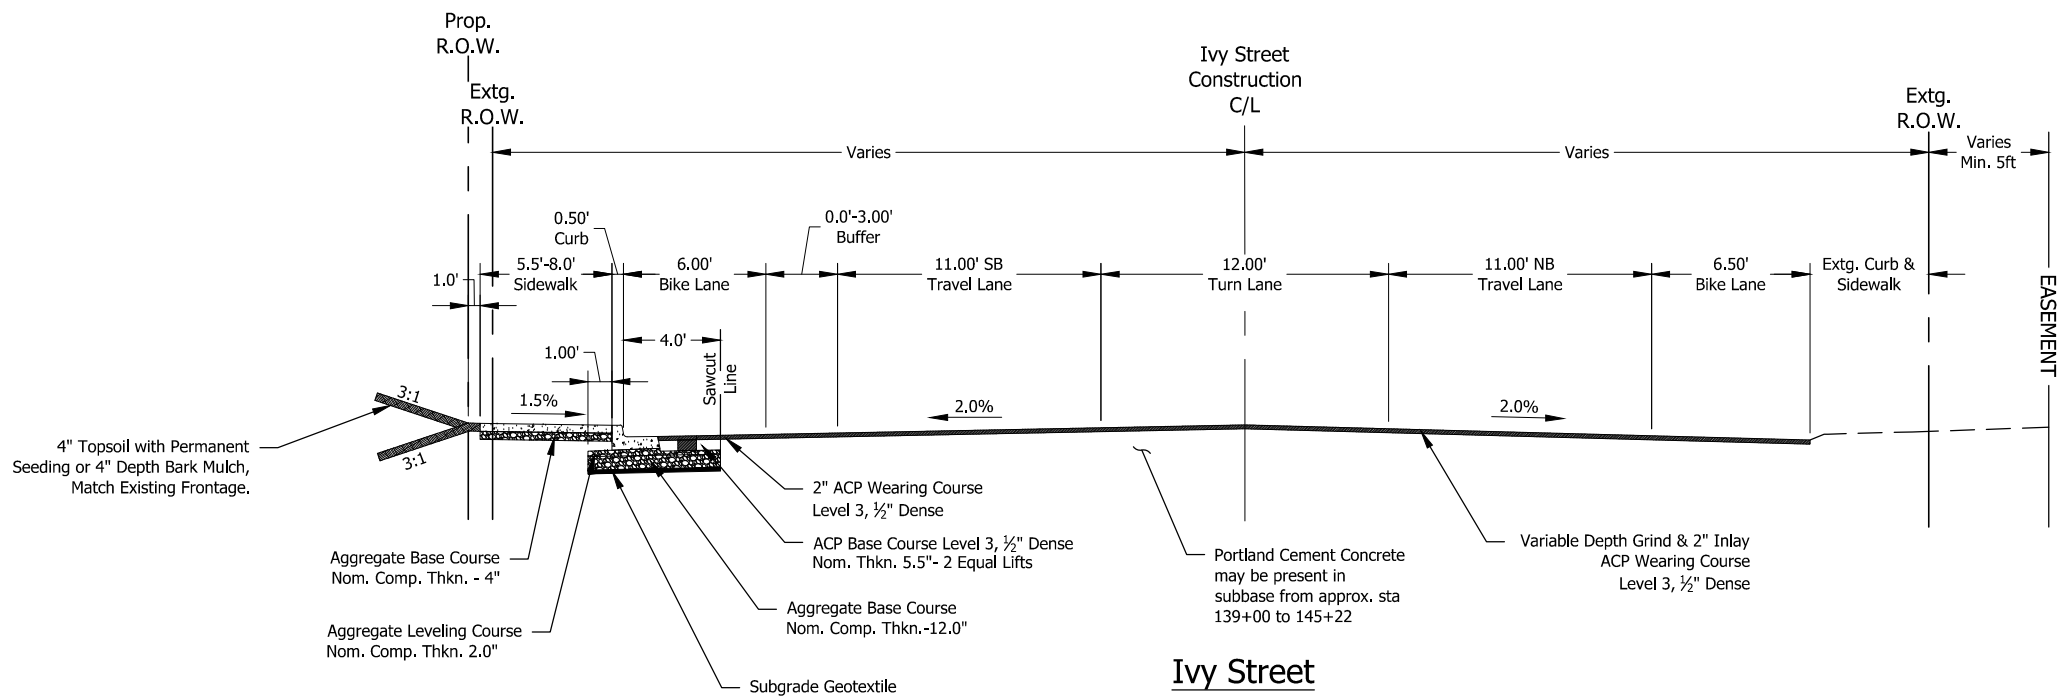 Prop.
R.O.W.
Extg.
R.O.W.
Ivy Street
Construction
C/L
Extg.
R.O.W.
Varies
Varies
Varies
Min. 5ft
0.50'
Curb
0.0'-3.00'
Buffer
1.0'
5.5'-8.0'
Sidewalk
6.00'
Bike Lane
11.00' SB
Travel Lane
12.00'
Turn Lane
11.00' NB
Travel Lane
6.50'
Bike Lane
Extg. Curb &
Sidewalk
EASEMENT
1.00'
4.0'
Sawcut
Line
3:1
1.5%
2.0%
2.0%
3:1
4" Topsoil with Permanent
Seeding or 4" Depth Bark Mulch,
Match Existing Frontage.
2" ACP Wearing Course
Level 3, ½" Dense
ACP Base Course Level 3, ½" Dense
Nom. Thkn. 5.5"- 2 Equal Lifts
Aggregate Base Course
Nom. Comp. Thkn. - 4"
Portland Cement Concrete
may be present in
subbase from approx. sta
139+00 to 145+22
Variable Depth Grind & 2" Inlay
ACP Wearing Course
Level 3, ½" Dense
Aggregate Base Course
Nom. Comp. Thkn.-12.0"
Aggregate Leveling Course
Nom. Comp. Thkn. 2.0"
Subgrade Geotextile
Ivy Street